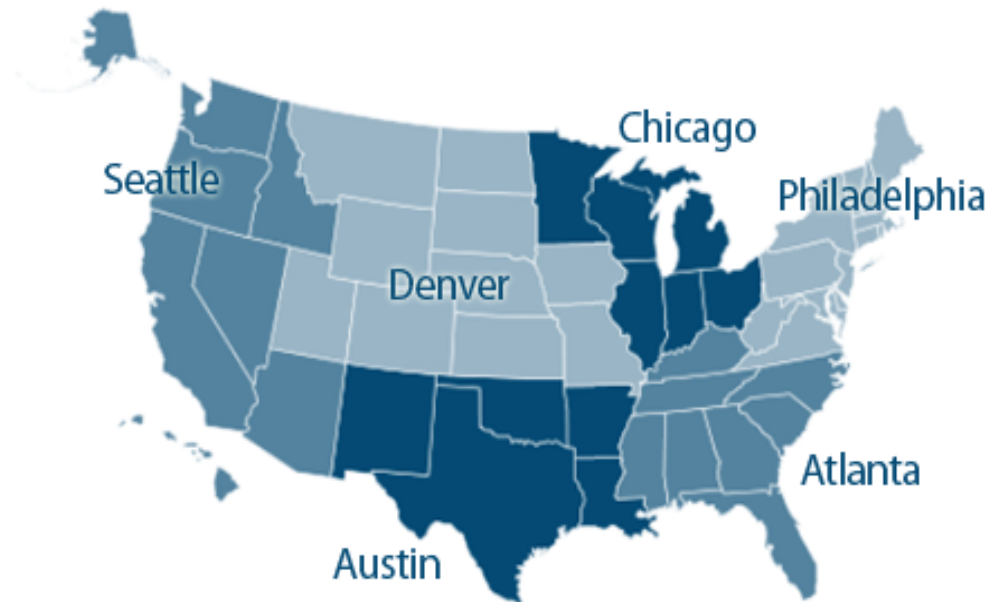 Chicago
Seattle
Philadelphia
Denver
Atlanta
Austin